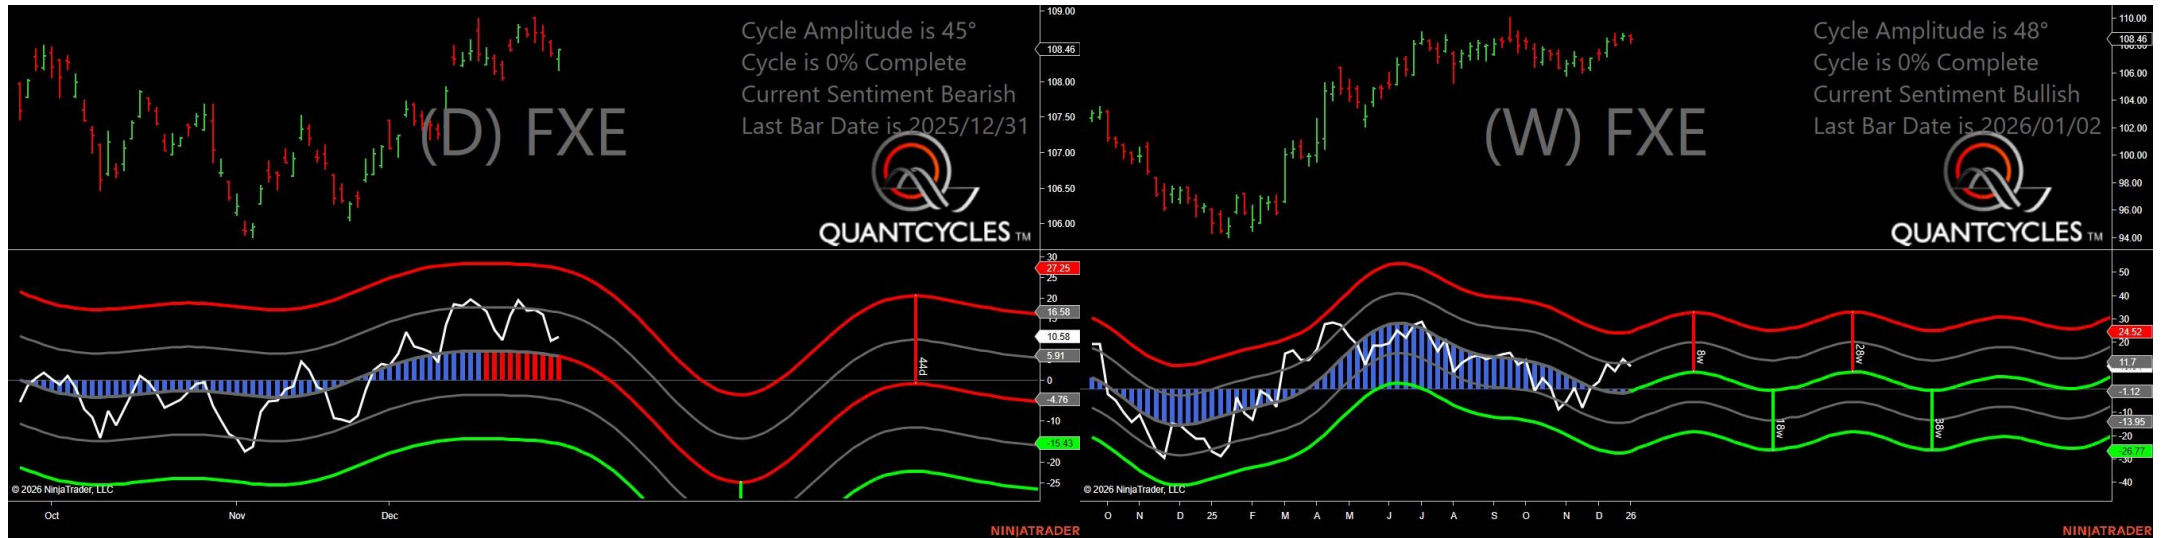 Cycle Amplitude is 45°
Cycle is 0% Complete
Current Sentiment Bearish
Last Bar Date is 2025/12/31
(D) FXE
QUANTCYCLES TM
109.00
108.46
108.00
107.50
107.00
106.50
106.00
30
27.25
25
20
16.58
15
10.58
5.91
0
-4.76
-10
-15.43
-20
-25
44d
© 2026 NinjaTrader, LLC
Oct Nov Dec
NINJATRADER
Cycle Amplitude is 48°
Cycle is 0% Complete
Current Sentiment Bullish
Last Bar Date is 2026/01/02
(W) FXE
QUANTCYCLES TM
110.00
108.46
108.00
106.00
104.00
102.00
100.00
98.00
96.00
94.00
50
40
30
24.52
20
11.7
-1.12
-10
-13.95
-20
-26.77
-30
-40
8w
28w
18w
38w
© 2026 NinjaTrader, LLC
O N D 25 F M A M J J A S O N D 26
NINJATRADER